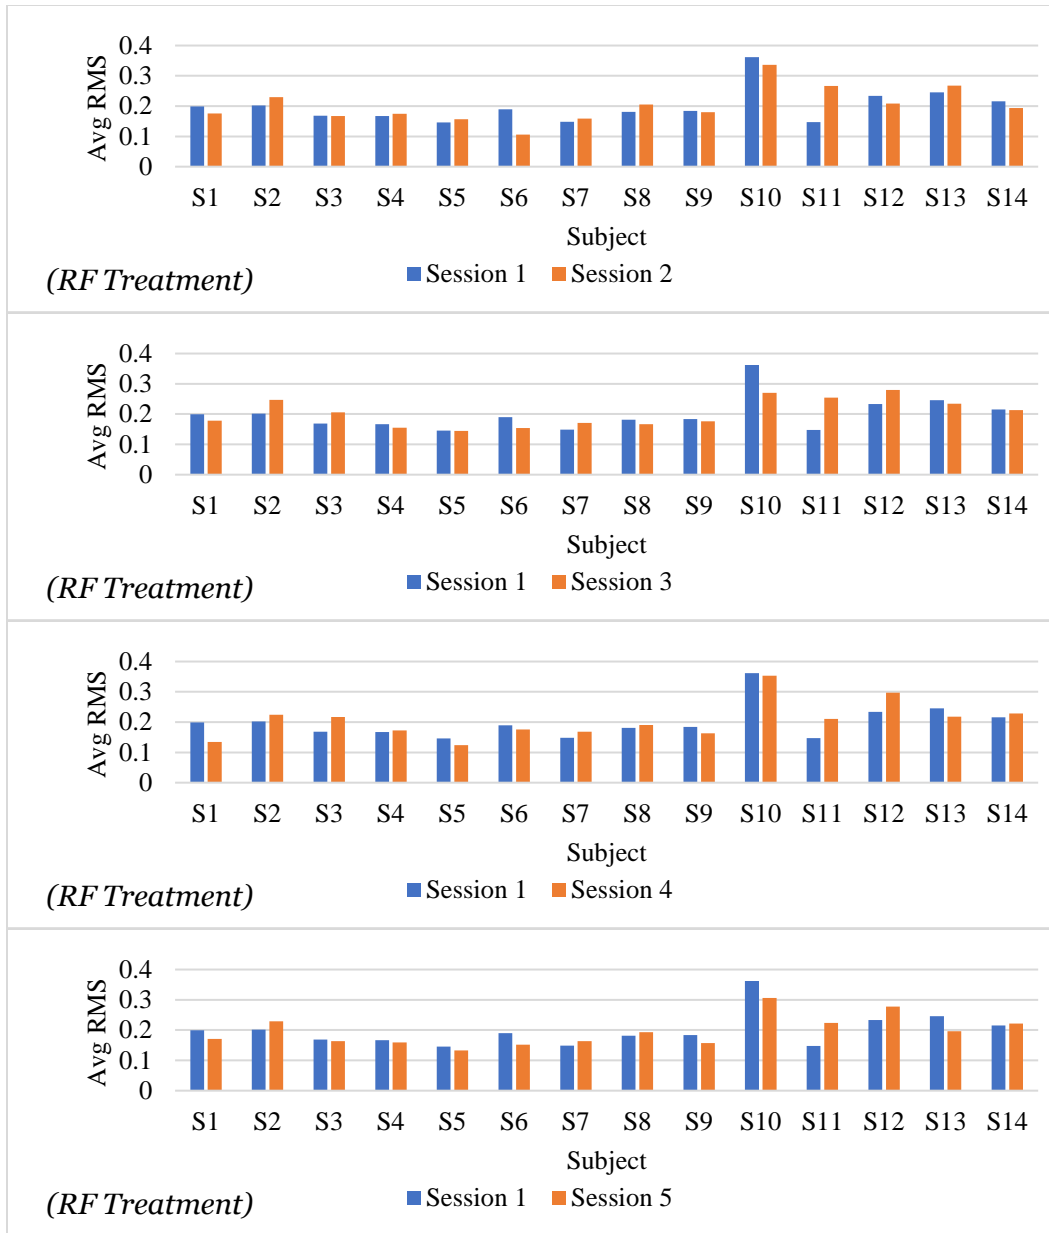 0.4
0.3
0.2
0.1
0
Avg RMS
S1 S2 S3 S4 S5 S6 S7 S8 S9 S10 S11 S12 S13 S14
Subject
Session 1 Session 2
(RF Treatment)
0.4
0.3
0.2
0.1
0
Avg RMS
S1 S2 S3 S4 S5 S6 S7 S8 S9 S10 S11 S12 S13 S14
Subject
Session 1 Session 3
(RF Treatment)
0.4
0.3
0.2
0.1
0
Avg RMS
S1 S2 S3 S4 S5 S6 S7 S8 S9 S10 S11 S12 S13 S14
Subject
Session 1 Session 4
(RF Treatment)
0.4
0.3
0.2
0.1
0
Avg RMS
S1 S2 S3 S4 S5 S6 S7 S8 S9 S10 S11 S12 S13 S14
Subject
Session 1 Session 5
(RF Treatment)